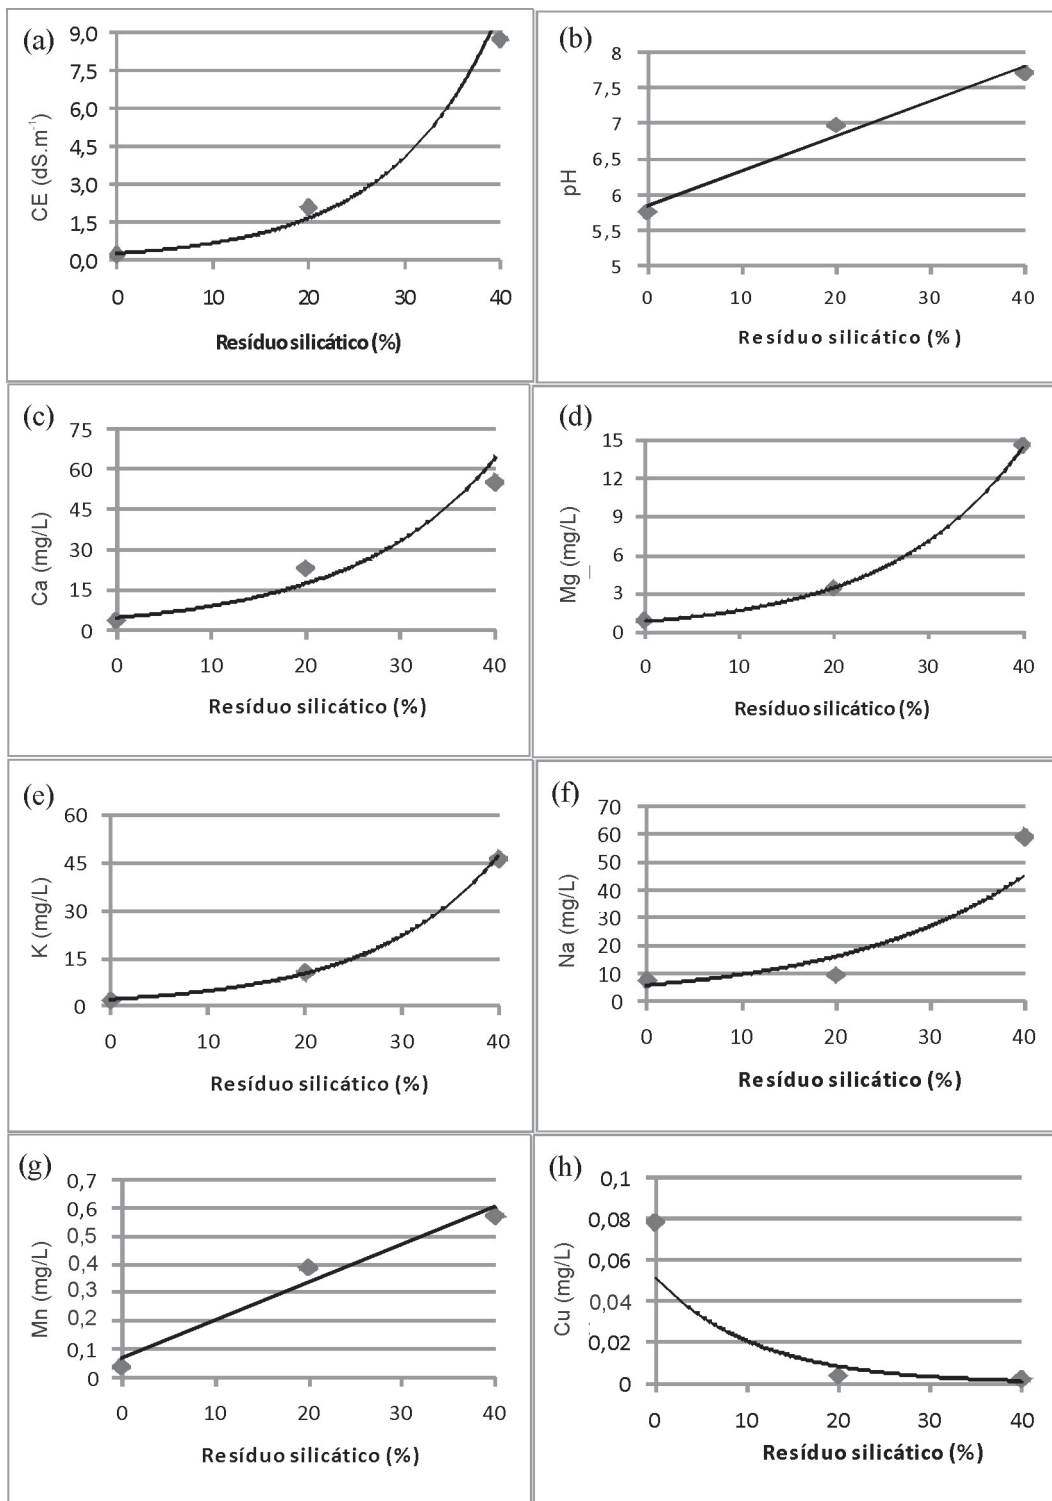 (a)
CE (dS.m⁻¹)
9,0
7,5
6,0
4,5
3,0
1,5
0,0
0 10 20 30 40
Resíduo silicático (%)
(b)
pH
8
7,5
7
6,5
6
5,5
5
0 10 20 30 40
Resíduo silicático (%)
(c)
Ca (mg/L)
75
60
45
30
15
0
0 10 20 30 40
Resíduo silicático (%)
(d)
Mg (mg/L)
15
12
9
6
3
0
0 10 20 30 40
Resíduo silicático (%)
(e)
K (mg/L)
60
45
30
15
0
0 10 20 30 40
Resíduo silicático (%)
(f)
Na (mg/L)
70
60
50
40
30
20
10
0
0 10 20 30 40
Resíduo silicático (%)
(g)
Mn (mg/L)
0,7
0,6
0,5
0,4
0,3
0,2
0,1
0
0 10 20 30 40
Resíduo silicático (%)
(h)
Cu (mg/L)
0,1
0,08
0,06
0,04
0,02
0
0 10 20 30 40
Resíduo silicático (%)